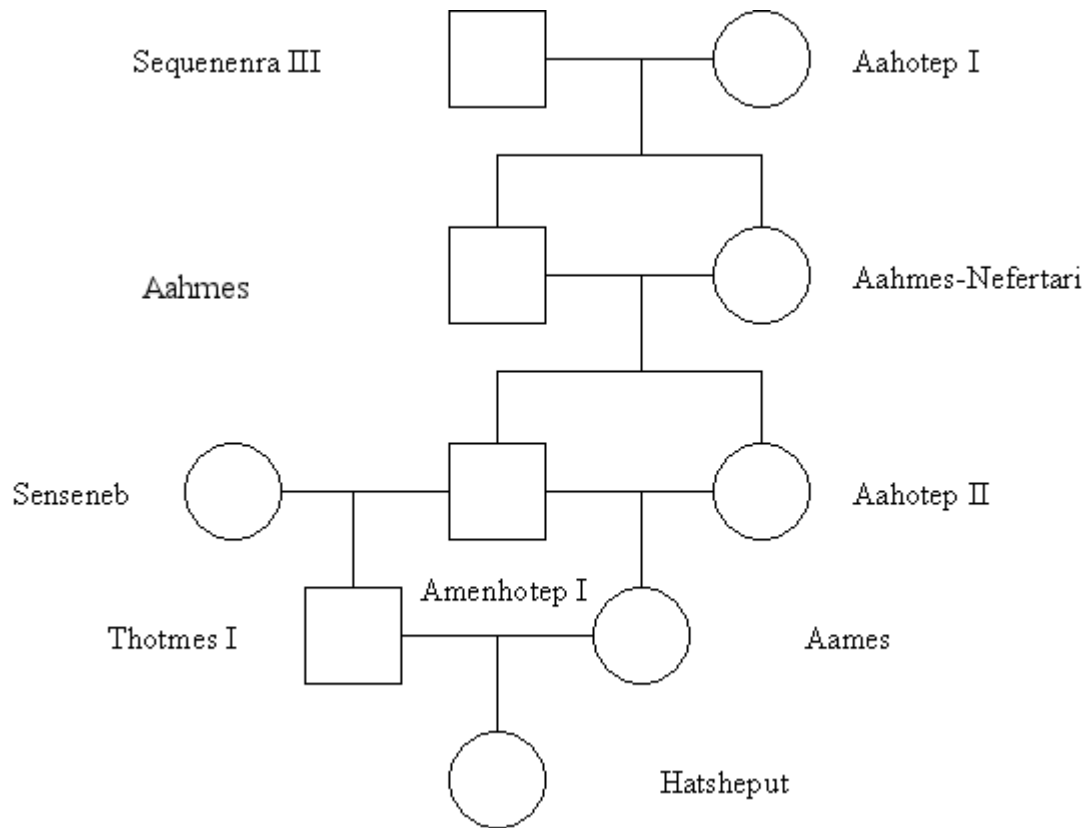 Sequenenra III
Aahotep I
Aahmes
Aahmes-Nefertari
Senseneb
Aahotep II
Amenhotep I
Thotmes I
Aames
Hatsheput